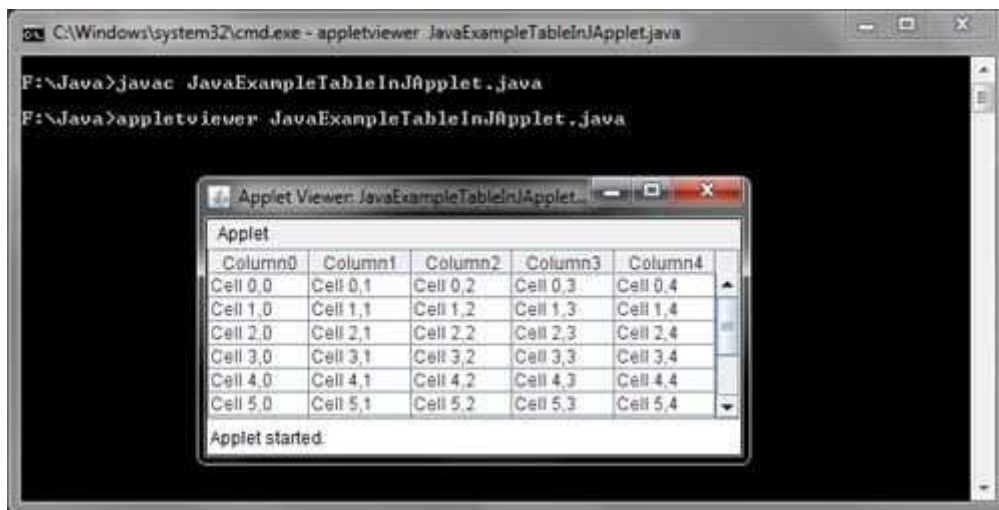 C:\Windows\system32\cmd.exe - appletviewer JavaExampleTableInJApplet.java
F:\Java>javac JavaExampleTableInJApplet.java
F:\Java>appletviewer JavaExampleTableInJApplet.java
Applet Viewer: JavaExampleTableInJApplet...
Applet
Column0 Column1 Column2 Column3 Column4
Cell 0,0 Cell 0,1 Cell 0,2 Cell 0,3 Cell 0,4
Cell 1,0 Cell 1,1 Cell 1,2 Cell 1,3 Cell 1,4
Cell 2,0 Cell 2,1 Cell 2,2 Cell 2,3 Cell 2,4
Cell 3,0 Cell 3,1 Cell 3,2 Cell 3,3 Cell 3,4
Cell 4,0 Cell 4,1 Cell 4,2 Cell 4,3 Cell 4,4
Cell 5,0 Cell 5,1 Cell 5,2 Cell 5,3 Cell 5,4
Applet started.